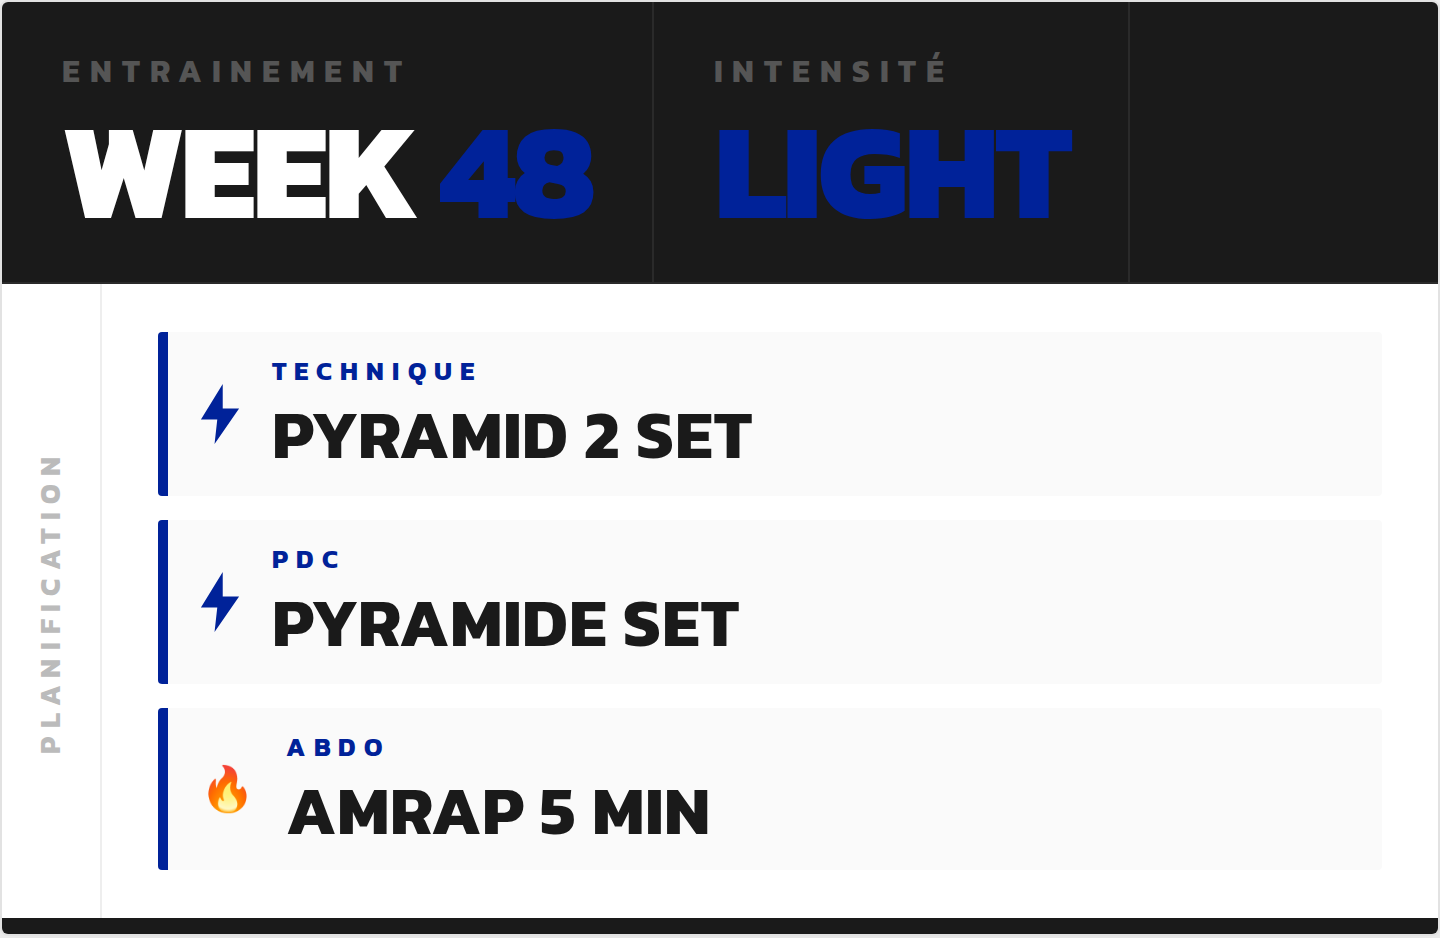 ENTRAINEMENT
WEEK 48
INTENSITÉ
LIGHT
PLANIFICATION
TECHNIQUE
PYRAMID 2 SET
PDC
PYRAMIDE SET
ABDO
AMRAP 5 MIN